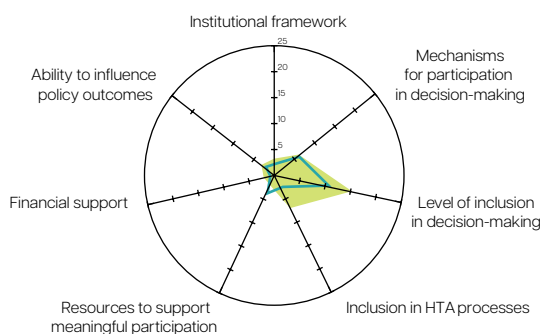 Institutional framework
25
20
15
10
5
Mechanisms
for participation
in decision-making
Level of inclusion
in decision-making
Inclusion in HTA processes
Resources to support
meaningful participation
Financial support
Ability to influence
policy outcomes